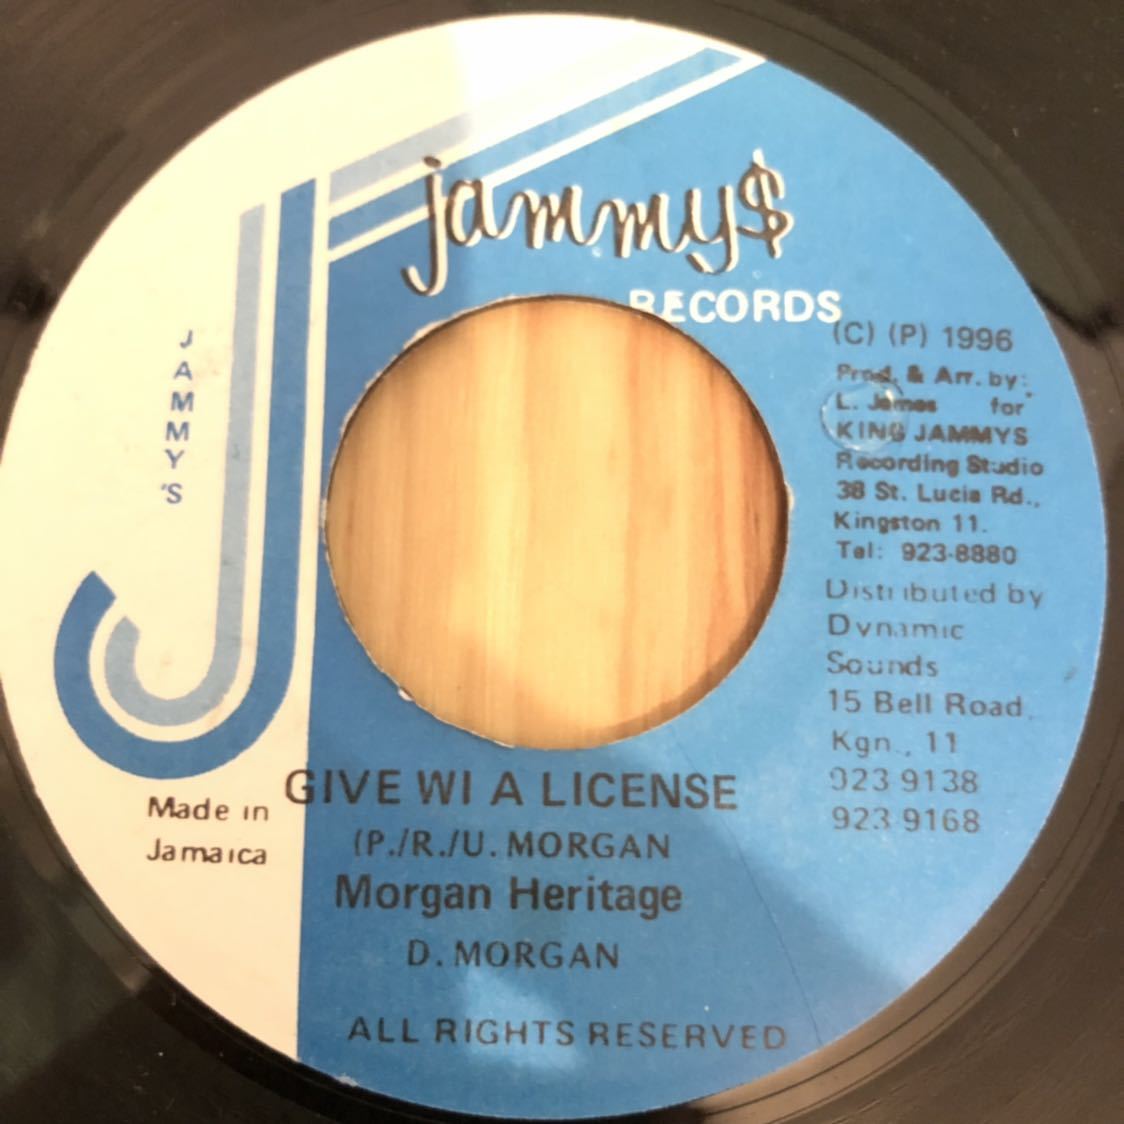 jammy$
RECORDS
JAMMY'S
(C) (P) 1996
Prod. & Arr. by:
L. James for
KING JAMMYS
Recording Studio
38 St. Lucia Rd.,
Kingston 11.
Tel: 923-8880
Distributed by
Dynamic
Sounds
15 Bell Road,
Kgn., 11
923 9138
923 9168
Made in
Jamaica
GIVE WI A LICENSE
(P./R./U. MORGAN
Morgan Heritage
D. MORGAN
ALL RIGHTS RESERVED